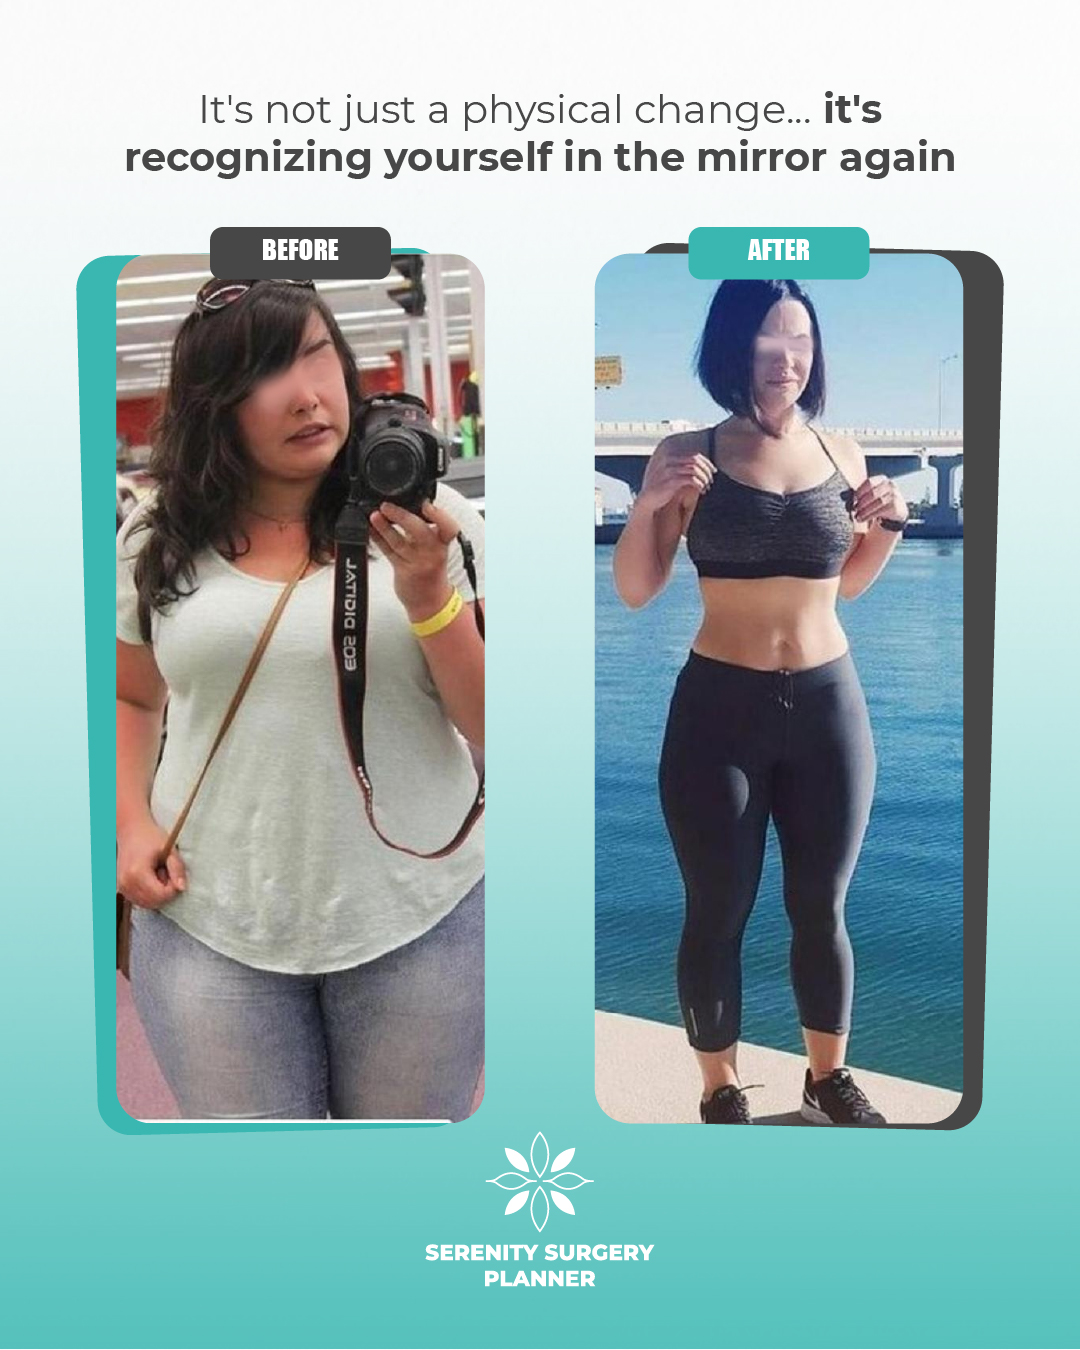 It's not just a physical change... it's
recognizing yourself in the mirror again
BEFORE
AFTER
EOS DIGITAL
SERENITY SURGERY
PLANNER